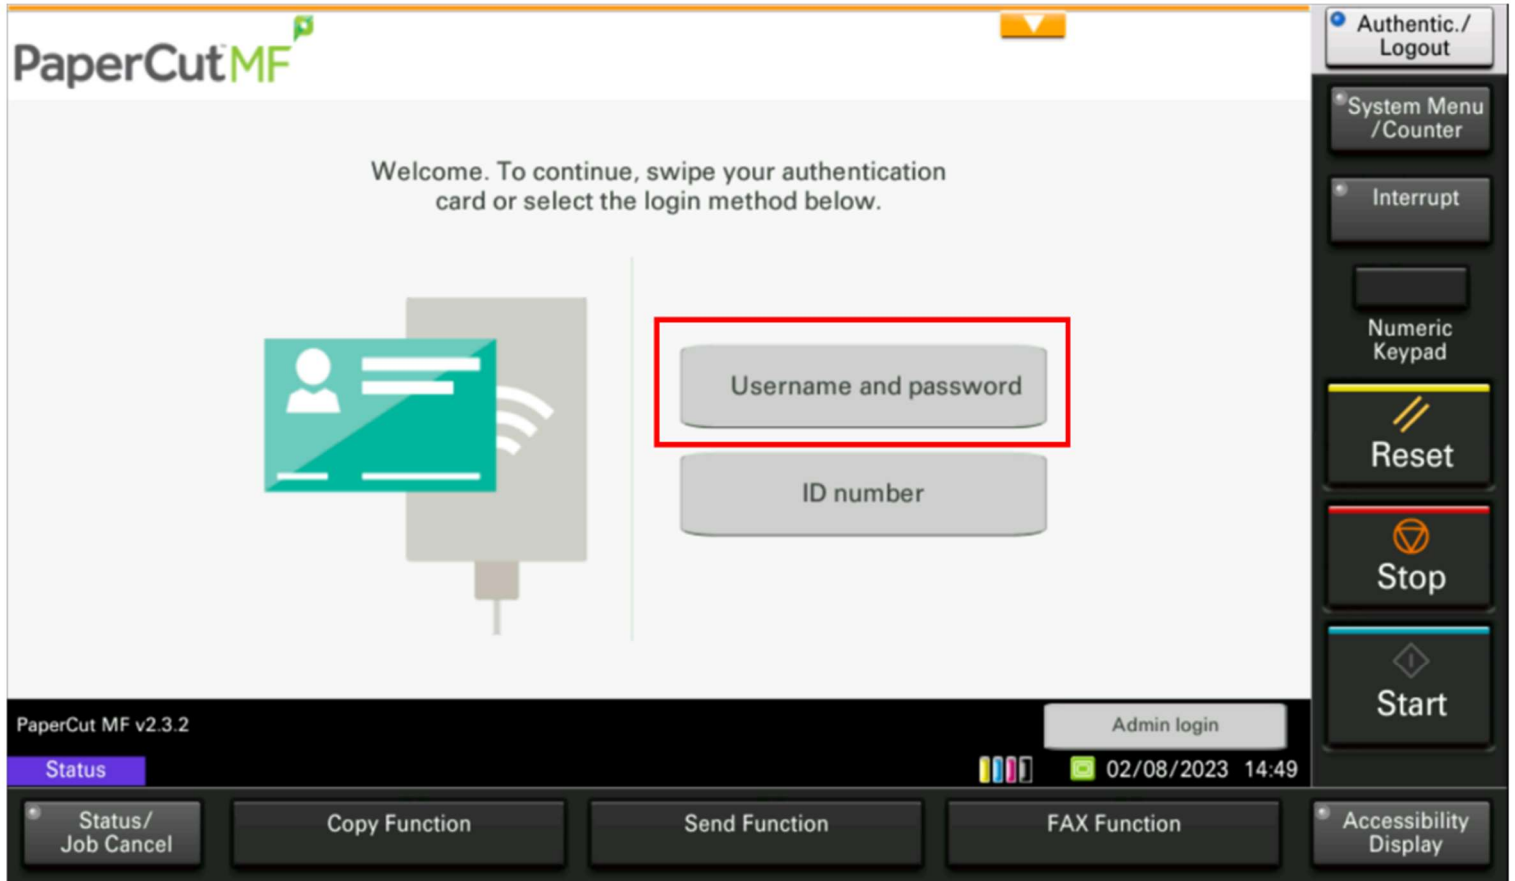 PaperCut MF
Authentic./
Logout
System Menu
/Counter
Welcome. To continue, swipe your authentication
card or select the login method below.
Interrupt
Numeric
Keypad
Username and password
Reset
ID number
Stop
Start
PaperCut MF v2.3.2
Admin login
Status
02/08/2023 14:49
Status/
Job Cancel
Copy Function
Send Function
FAX Function
Accessibility
Display